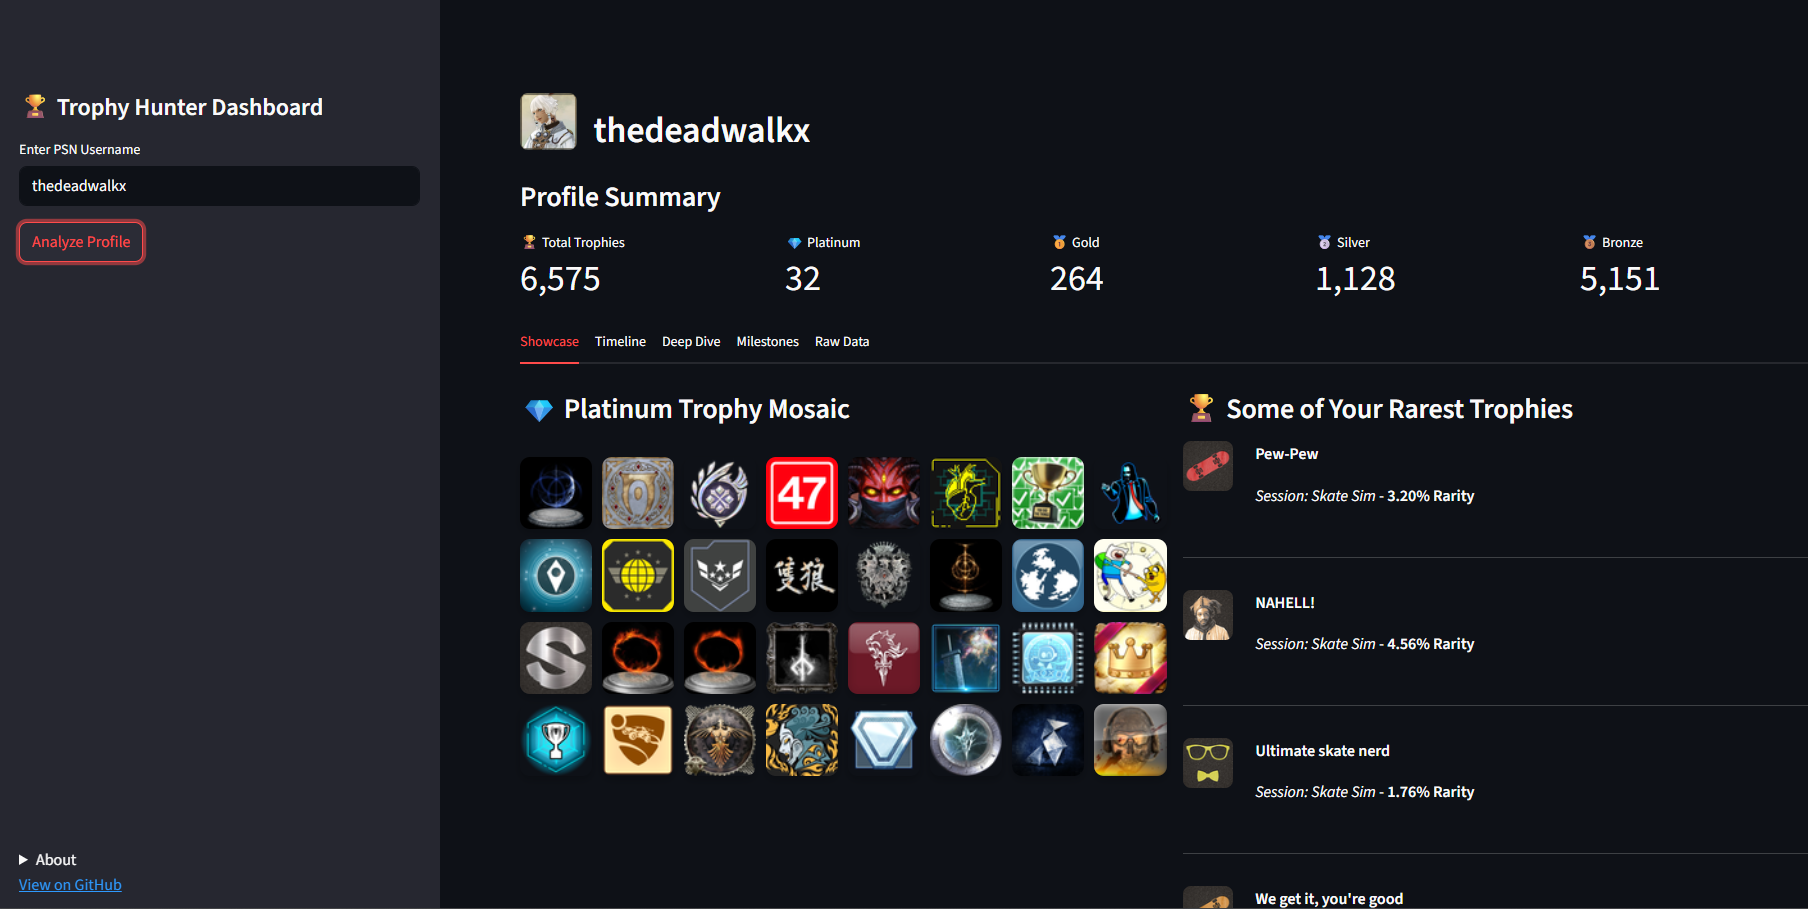 Trophy Hunter Dashboard
Enter PSN Username
thedeadwalkx
Analyze Profile
About
View on GitHub
thedeadwalkx
Profile Summary
Total Trophies
6,575
Platinum
32
Gold
264
Silver
1,128
Bronze
5,151
Showcase Timeline Deep Dive Milestones Raw Data
Platinum Trophy Mosaic
47
隻狼
Some of Your Rarest Trophies
Pew-Pew
Session: Skate Sim - 3.20% Rarity
NAHELL!
Session: Skate Sim - 4.56% Rarity
Ultimate skate nerd
Session: Skate Sim - 1.76% Rarity
We get it, you're good